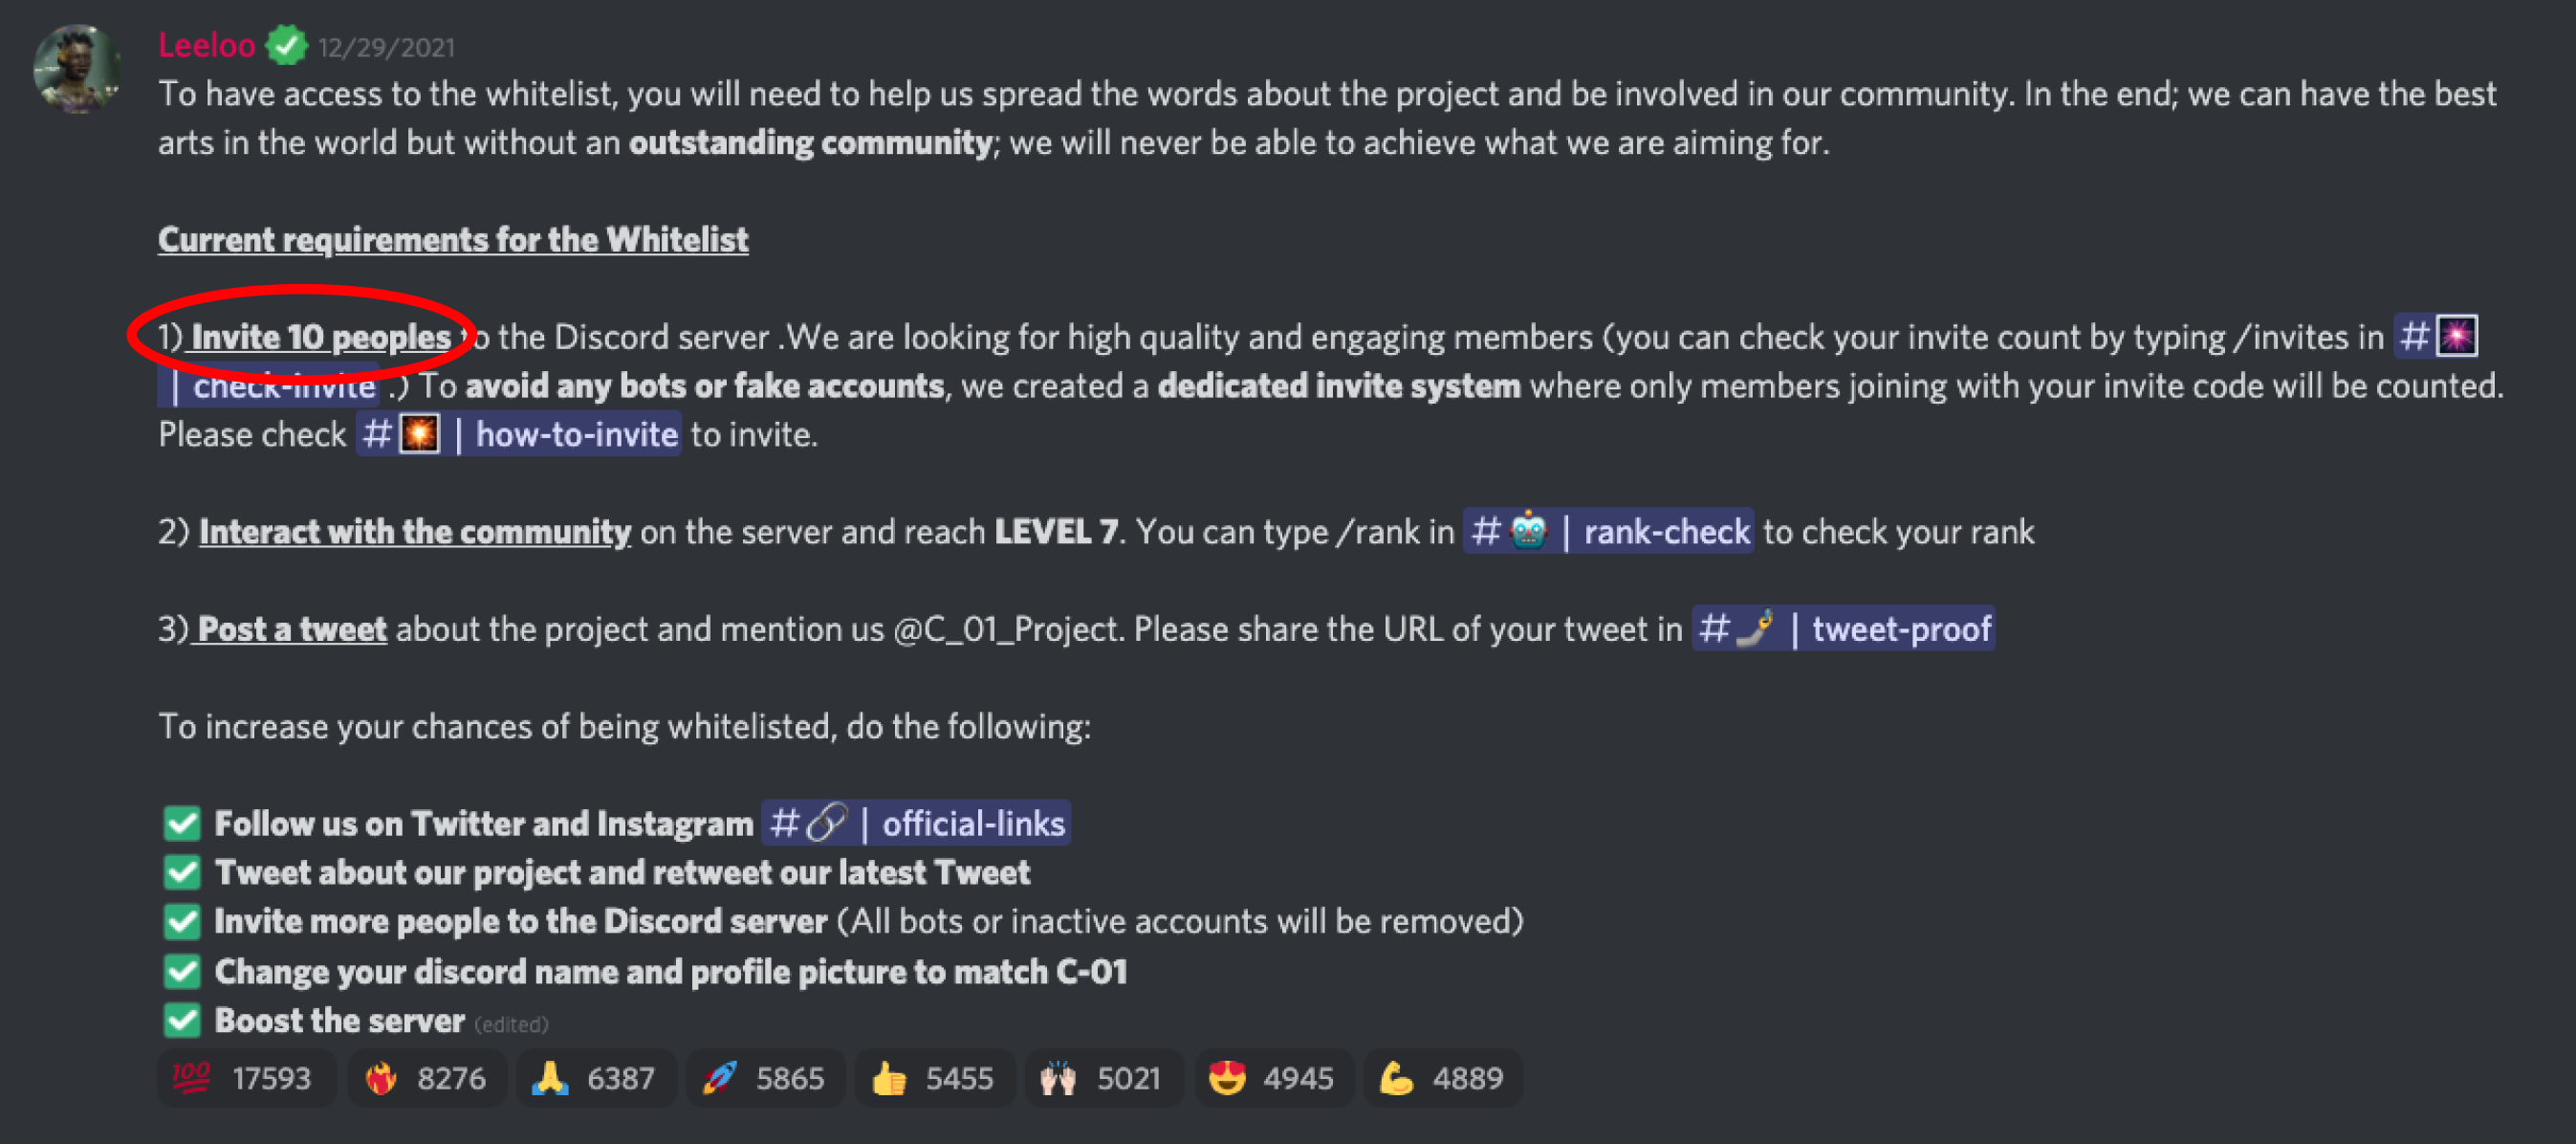 Leeloo 12/29/2021
To have access to the whitelist, you will need to help us spread the words about the project and be involved in our community. In the end; we can have the best
arts in the world but without an outstanding community; we will never be able to achieve what we are aiming for.
Current requirements for the Whitelist
1) Invite 10 peoples to the Discord server .We are looking for high quality and engaging members (you can check your invite count by typing /invites in #
| check-invite .) To avoid any bots or fake accounts, we created a dedicated invite system where only members joining with your invite code will be counted.
Please check # | how-to-invite to invite.
2) Interact with the community on the server and reach LEVEL 7. You can type /rank in # | rank-check to check your rank
3) Post a tweet about the project and mention us @C_01_Project. Please share the URL of your tweet in # | tweet-proof
To increase your chances of being whitelisted, do the following:
✅ Follow us on Twitter and Instagram # | official-links
✅ Tweet about our project and retweet our latest Tweet
✅ Invite more people to the Discord server (All bots or inactive accounts will be removed)
✅ Change your discord name and profile picture to match C-01
✅ Boost the server (edited)
💯 17593 ❤️‍🔥 8276 🙏 6387 🚀 5865 👍 5455 🙌🏻 5021 😍 4945 💪 4889